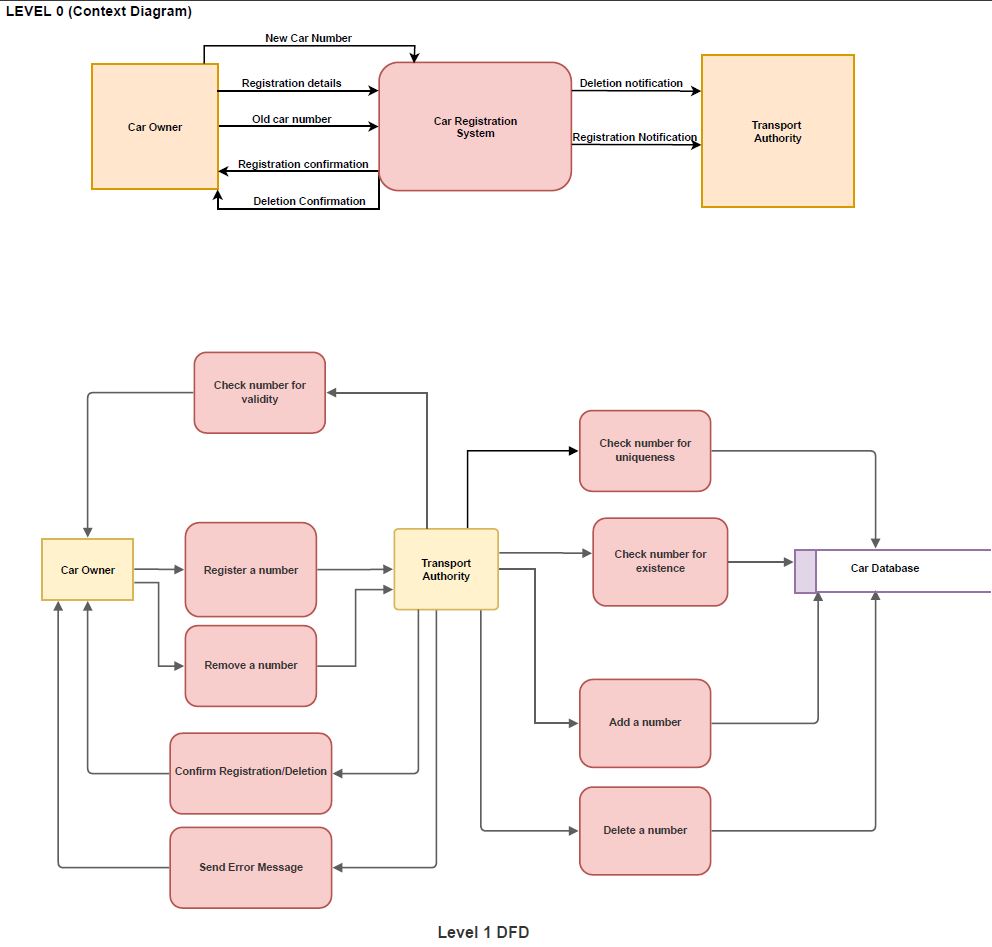 LEVEL 0 (Context Diagram)
New Car Number
Registration details
Deletion notification
Old car number
Car Owner
Car Registration
System
Transport
Authority
Registration Notification
Registration confirmation
Deletion Confirmation
Check number for
validity
Check number for
uniqueness
Car Owner
Register a number
Transport
Authority
Check number for
existence
Car Database
Remove a number
Add a number
Confirm Registration/Deletion
Delete a number
Send Error Message
Level 1 DFD